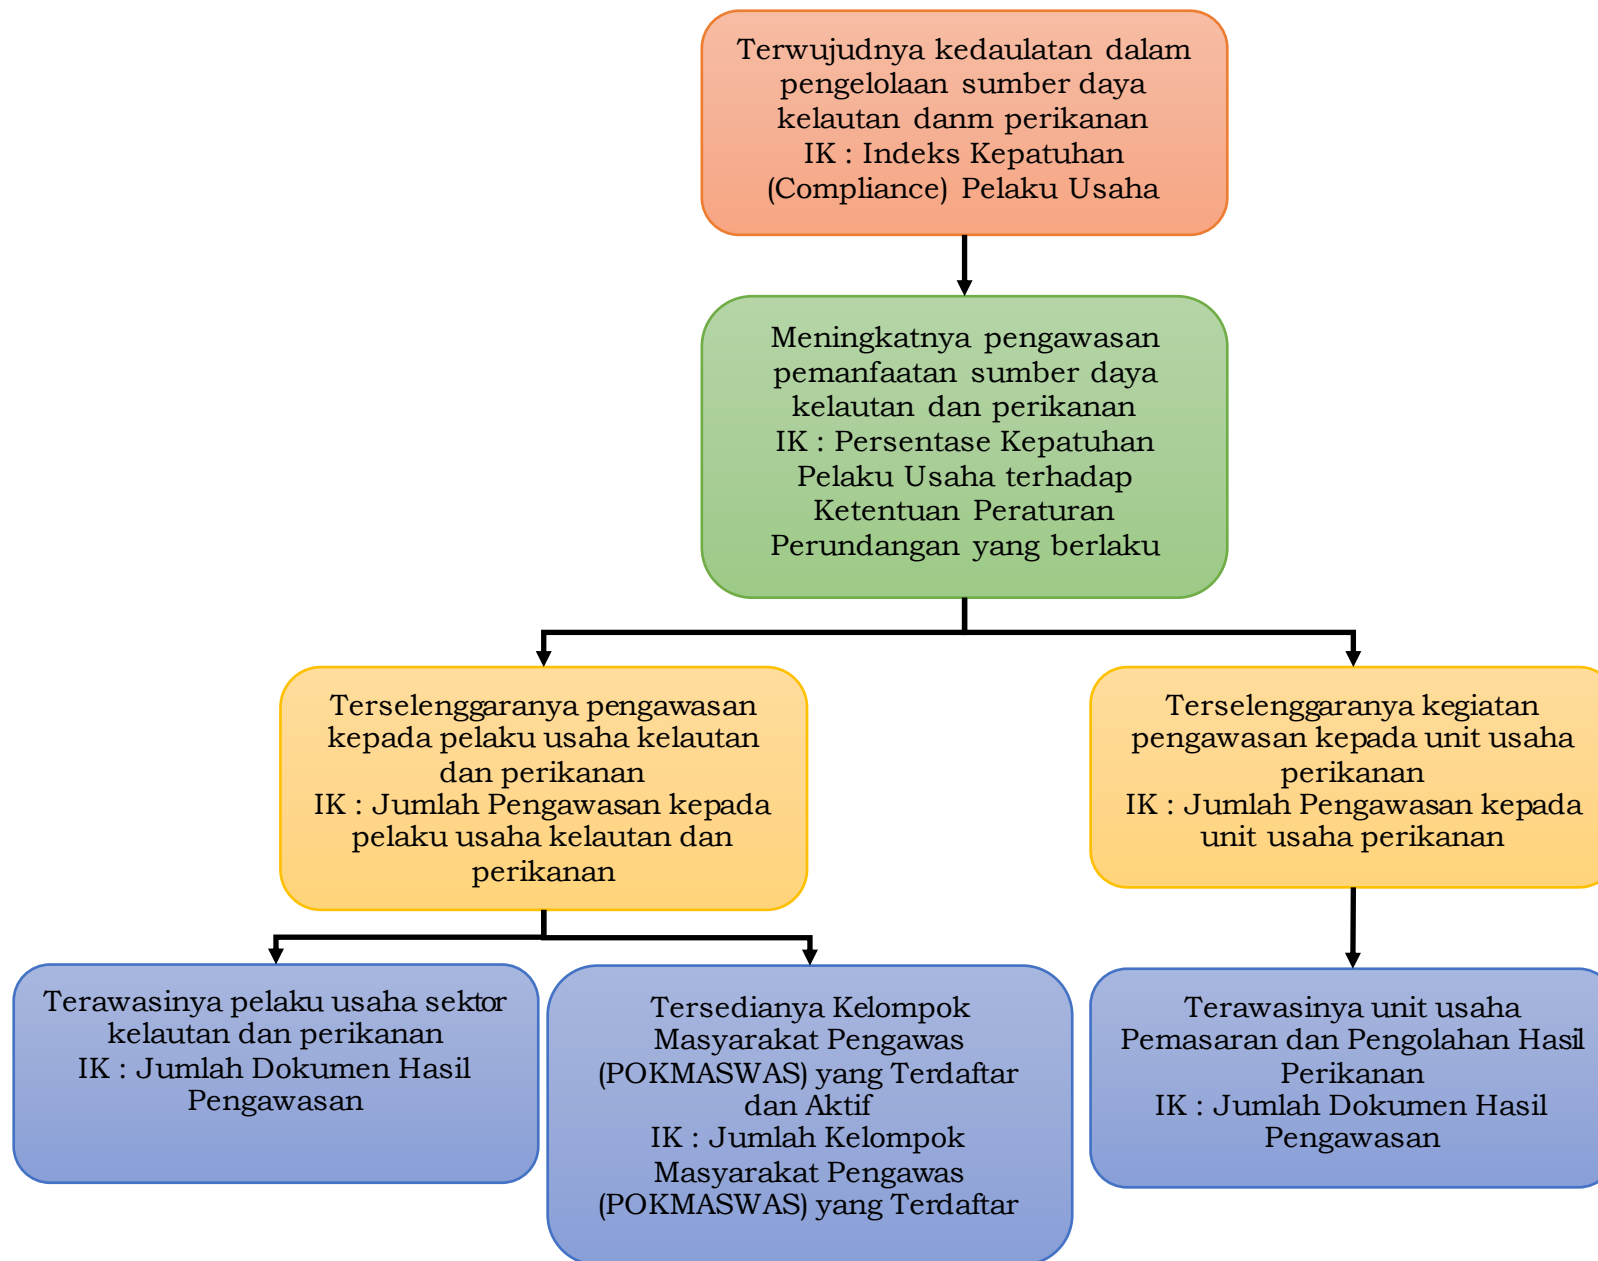 Terwujudnya kedaulatan dalam
pengelolaan sumber daya
kelautan danm perikanan
IK : Indeks Kepatuhan
(Compliance) Pelaku Usaha
Meningkatnya pengawasan
pemanfaatan sumber daya
kelautan dan perikanan
IK : Persentase Kepatuhan
Pelaku Usaha terhadap
Ketentuan Peraturan
Perundangan yang berlaku
Terselenggaranya pengawasan
kepada pelaku usaha kelautan
dan perikanan
IK : Jumlah Pengawasan kepada
pelaku usaha kelautan dan
perikanan
Terselenggaranya kegiatan
pengawasan kepada unit usaha
perikanan
IK : Jumlah Pengawasan kepada
unit usaha perikanan
Terawasinya pelaku usaha sektor
kelautan dan perikanan
IK : Jumlah Dokumen Hasil
Pengawasan
Tersedianya Kelompok
Masyarakat Pengawas
(POKMASWAS) yang Terdaftar
dan Aktif
IK : Jumlah Kelompok
Masyarakat Pengawas
(POKMASWAS) yang Terdaftar
Terawasinya unit usaha
Pemasaran dan Pengolahan Hasil
Perikanan
IK : Jumlah Dokumen Hasil
Pengawasan